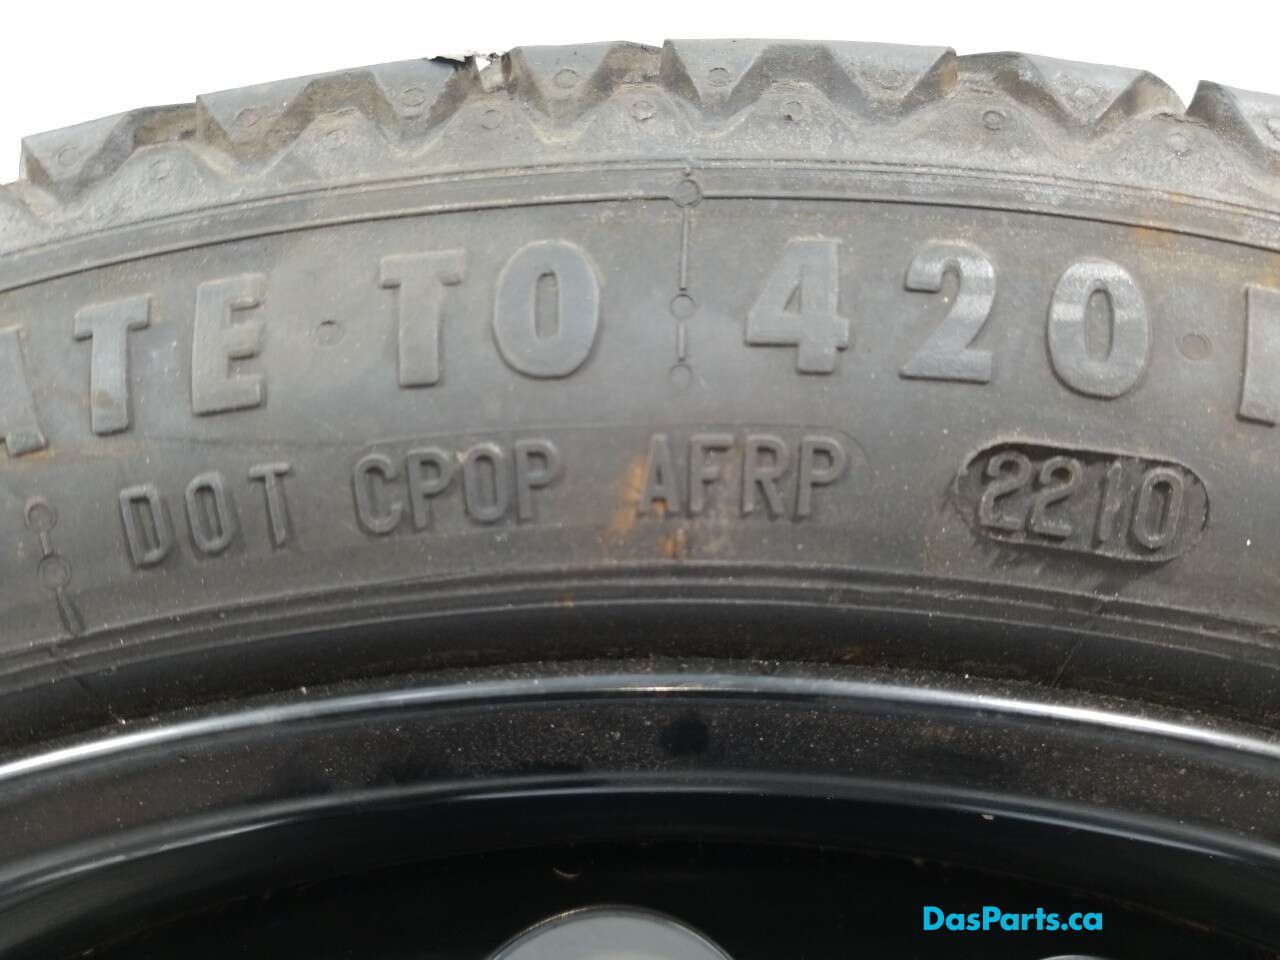 ATE TO 420
DOT CPOP AFRP 2210
DasParts.ca